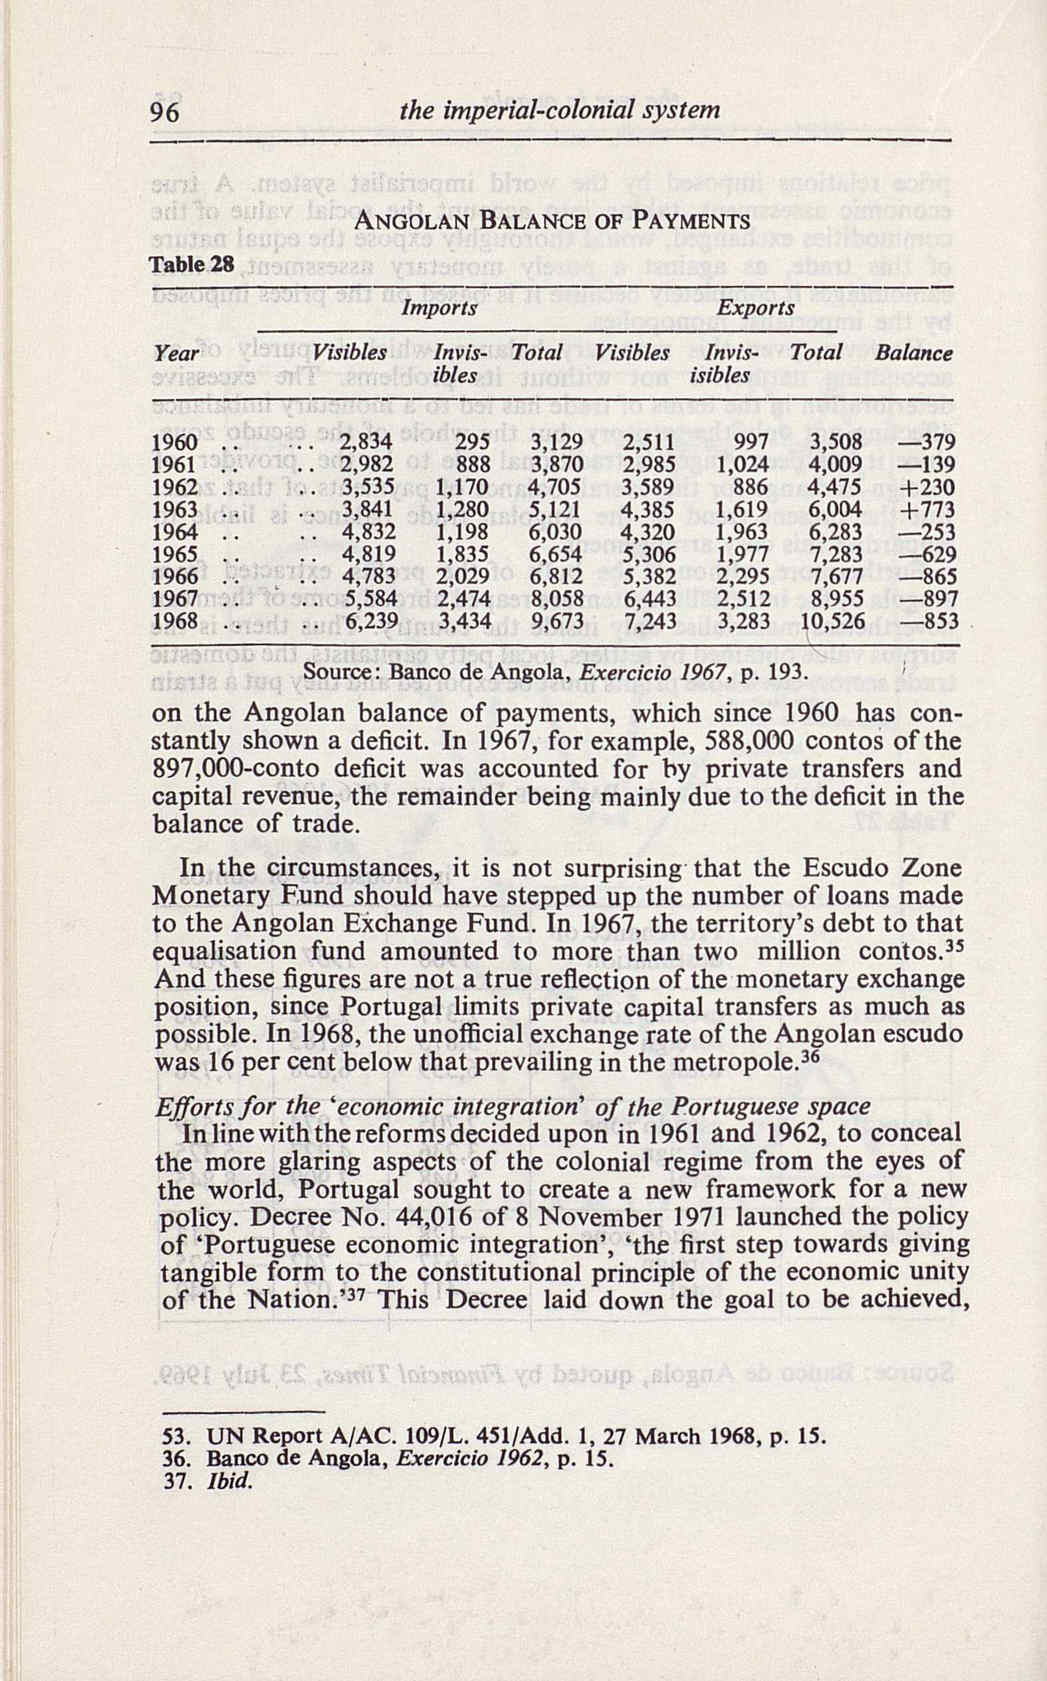 96 the imperial-colonial system
ANGOLAN BALANCE OF PAYMENTS
Table 28
Imports Exports
Year Visibles Invis- Total Visibles Invis- Total Balance
ibles isibles
1960 .. ... 2,834 295 3,129 2,511 997 3,508 —379
1961 .. .. 2,982 888 3,870 2,985 1,024 4,009 —139
1962 .. .. 3,535 1,170 4,705 3,589 886 4,475 +230
1963 .. .. 3,841 1,280 5,121 4,385 1,619 6,004 +773
1964 .. .. 4,832 1,198 6,030 4,320 1,963 6,283 —253
1965 .. .. 4,819 1,835 6,654 5,306 1,977 7,283 —629
1966 .. .. 4,783 2,029 6,812 5,382 2,295 7,677 —865
1967 .. .. 5,584 2,474 8,058 6,443 2,512 8,955 —897
1968 .. .. 6,239 3,434 9,673 7,243 3,283 10,526 —853
Source: Banco de Angola, Exercicio 1967, p. 193.
on the Angolan balance of payments, which since 1960 has con-
stantly shown a deficit. In 1967, for example, 588,000 contos of the
897,000-conto deficit was accounted for by private transfers and
capital revenue, the remainder being mainly due to the deficit in the
balance of trade.
In the circumstances, it is not surprising that the Escudo Zone
Monetary Fund should have stepped up the number of loans made
to the Angolan Exchange Fund. In 1967, the territory's debt to that
equalisation fund amounted to more than two million contos.³⁵
And these figures are not a true reflection of the monetary exchange
position, since Portugal limits private capital transfers as much as
possible. In 1968, the unofficial exchange rate of the Angolan escudo
was 16 per cent below that prevailing in the metropole.³⁶
Efforts for the 'economic integration' of the Portuguese space
In line with the reforms decided upon in 1961 and 1962, to conceal
the more glaring aspects of the colonial regime from the eyes of
the world, Portugal sought to create a new framework for a new
policy. Decree No. 44,016 of 8 November 1971 launched the policy
of 'Portuguese economic integration', 'the first step towards giving
tangible form to the constitutional principle of the economic unity
of the Nation.'³⁷ This Decree laid down the goal to be achieved,
53. UN Report A/AC. 109/L. 451/Add. 1, 27 March 1968, p. 15.
36. Banco de Angola, Exercicio 1962, p. 15.
37. Ibid.